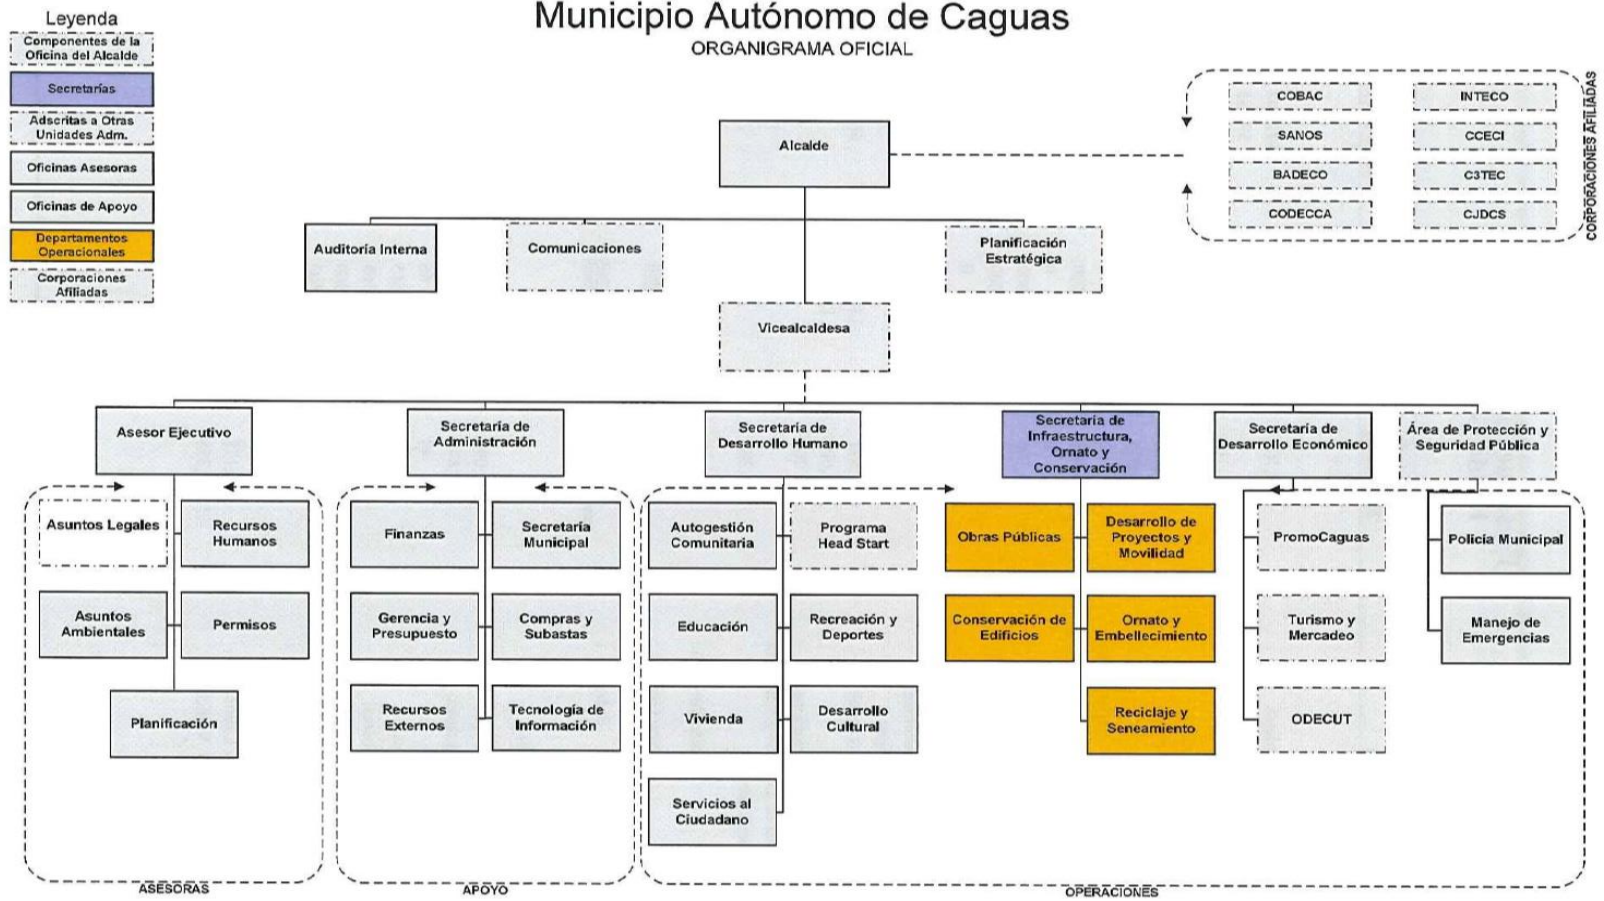 Municipio Autónomo de Caguas
ORGANIGRAMA OFICIAL
Leyenda
Componentes de la
Oficina del Alcalde
Secretarías
Adscritas a Otras
Unidades Adm.
Oficinas Asesoras
Oficinas de Apoyo
Departamentos
Operacionales
Corporaciones
Afiliadas
Alcalde
COBAC
INTECO
SANOS
CCECI
BADECO
C3TEC
CODECCA
CJDCS
CORPORACIONES AFILIADAS
Auditoría Interna
Comunicaciones
Planificación
Estratégica
Vicealcaldesa
Asesor Ejecutivo
Secretaría de
Administración
Secretaría de
Desarrollo Humano
Secretaría de
Infraestructura,
Ornato y
Conservación
Secretaría de
Desarrollo Económico
Área de Protección y
Seguridad Pública
Asuntos Legales
Recursos
Humanos
Asuntos
Ambientales
Permisos
Planificación
ASESORAS
Finanzas
Secretaría
Municipal
Gerencia y
Presupuesto
Compras y
Subastas
Recursos
Externos
Tecnología de
Información
APOYO
Autogestión
Comunitaria
Programa
Head Start
Educación
Recreación y
Deportes
Vivienda
Desarrollo
Cultural
Servicios al
Ciudadano
Obras Públicas
Desarrollo de
Proyectos y
Movilidad
Conservación de
Edificios
Ornato y
Embellecimiento
Reciclaje y
Seneamiento
PromoCaguas
Turismo y
Mercadeo
ODECUT
Policía Municipal
Manejo de
Emergencias
OPERACIONES